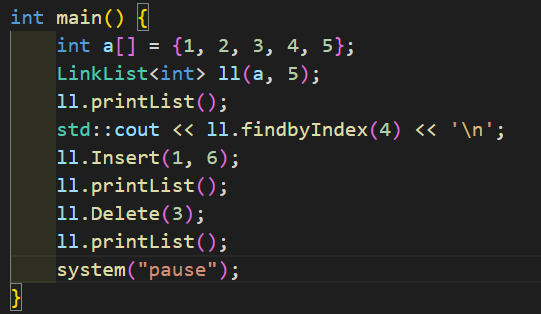 int main() {
    int a[] = {1, 2, 3, 4, 5};
    LinkList<int> ll(a, 5);
    ll.printList();
    std::cout << ll.findbyIndex(4) << '\n';
    ll.Insert(1, 6);
    ll.printList();
    ll.Delete(3);
    ll.printList();
    system("pause");
}